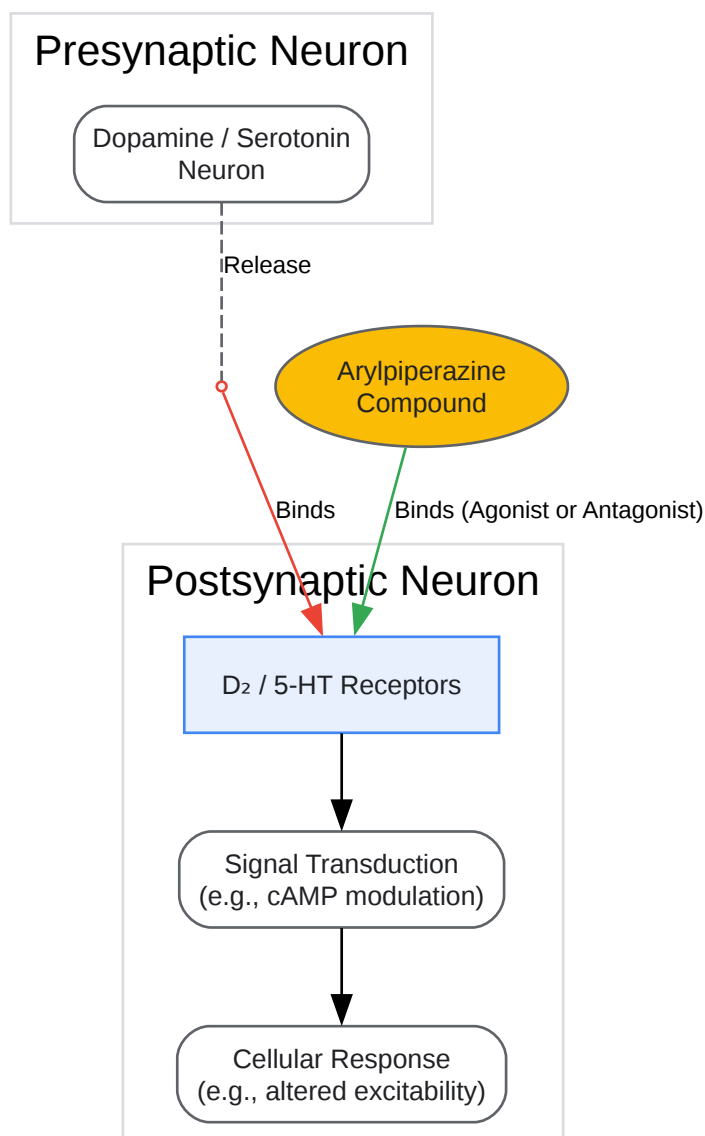 Presynaptic Neuron
Dopamine / Serotonin
Neuron
Release
Arylpiperazine
Compound
Binds
Binds (Agonist or Antagonist)
Postsynaptic Neuron
D₂ / 5-HT Receptors
Signal Transduction
(e.g., cAMP modulation)
Cellular Response
(e.g., altered excitability)